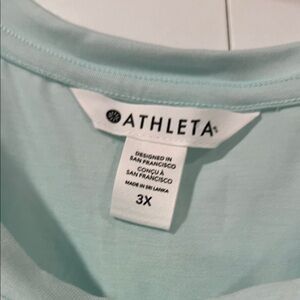 ATHLETA
DESIGNED IN
SAN FRANCISCO
CONÇU À
SAN FRANCISCO
MADE IN SRI LANKA
3X